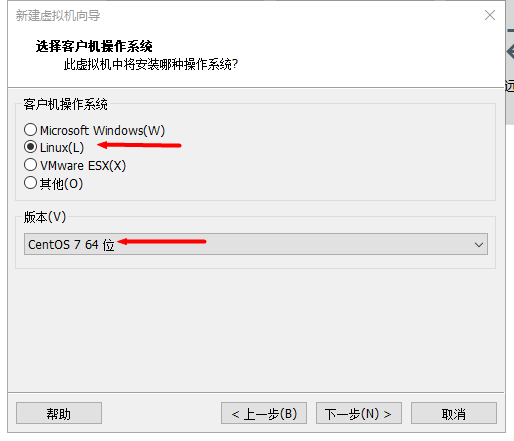 新建虚拟机向导
选择客户机操作系统
此虚拟机中将安装哪种操作系统?
客户机操作系统
Microsoft Windows(W)
Linux(L)
VMware ESX(X)
其他(O)
版本(V)
CentOS 7 64 位
帮助
< 上一步(B)
下一步(N) >
取消
远